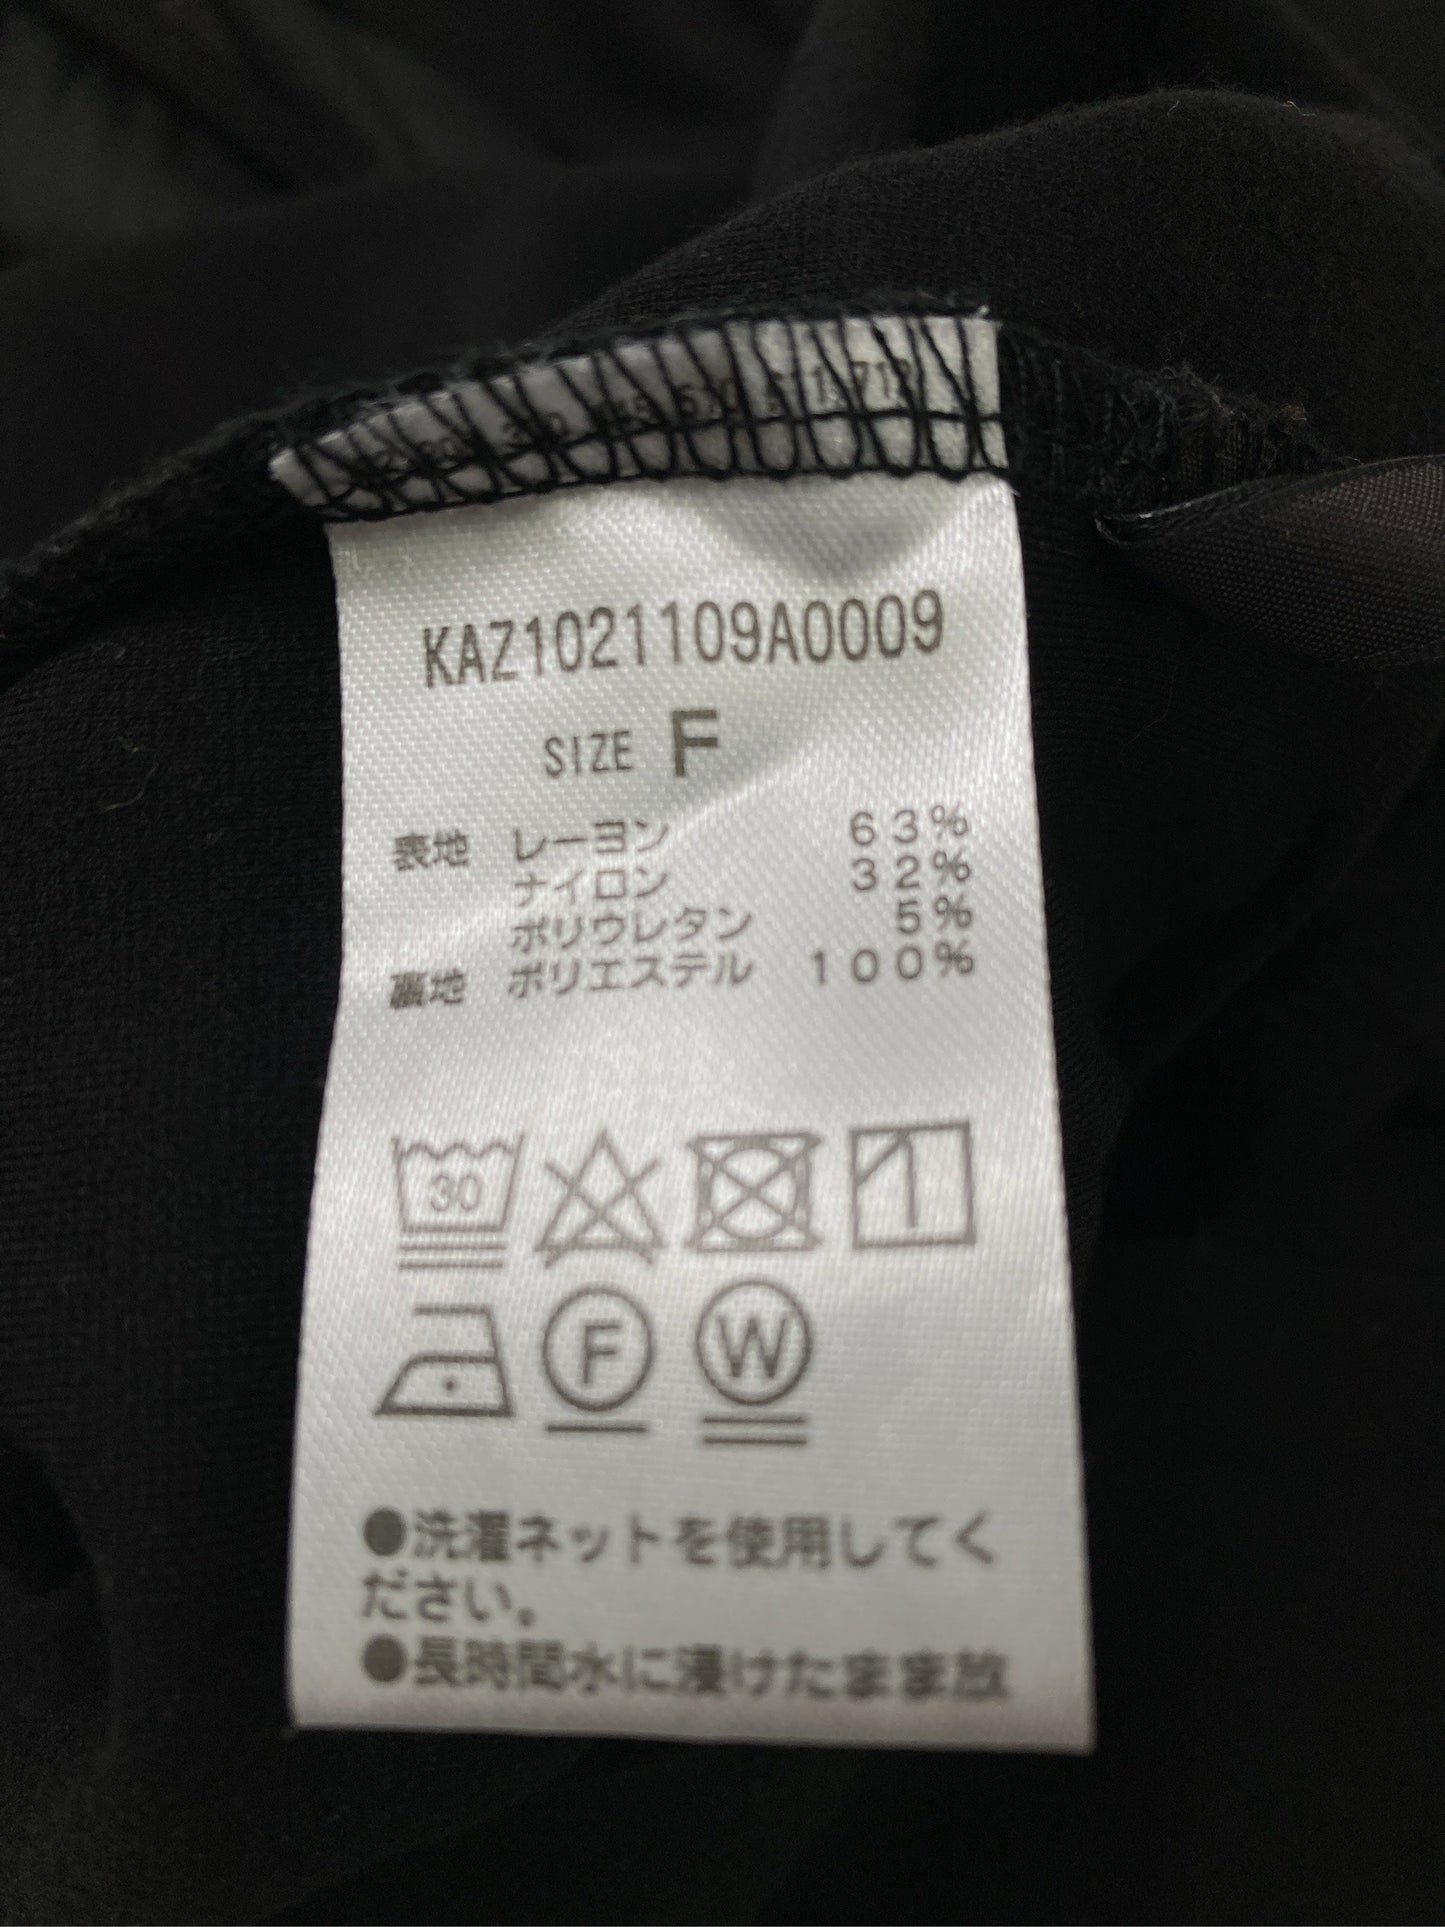 KAZ1021109A0009
SIZE F
表地 レーヨン 63%
ナイロン 32%
ポリウレタン 5%
裏地 ポリエステル 100%
30
F W
●洗濯ネットを使用してく
ださい。
●長時間水に浸けたまま放